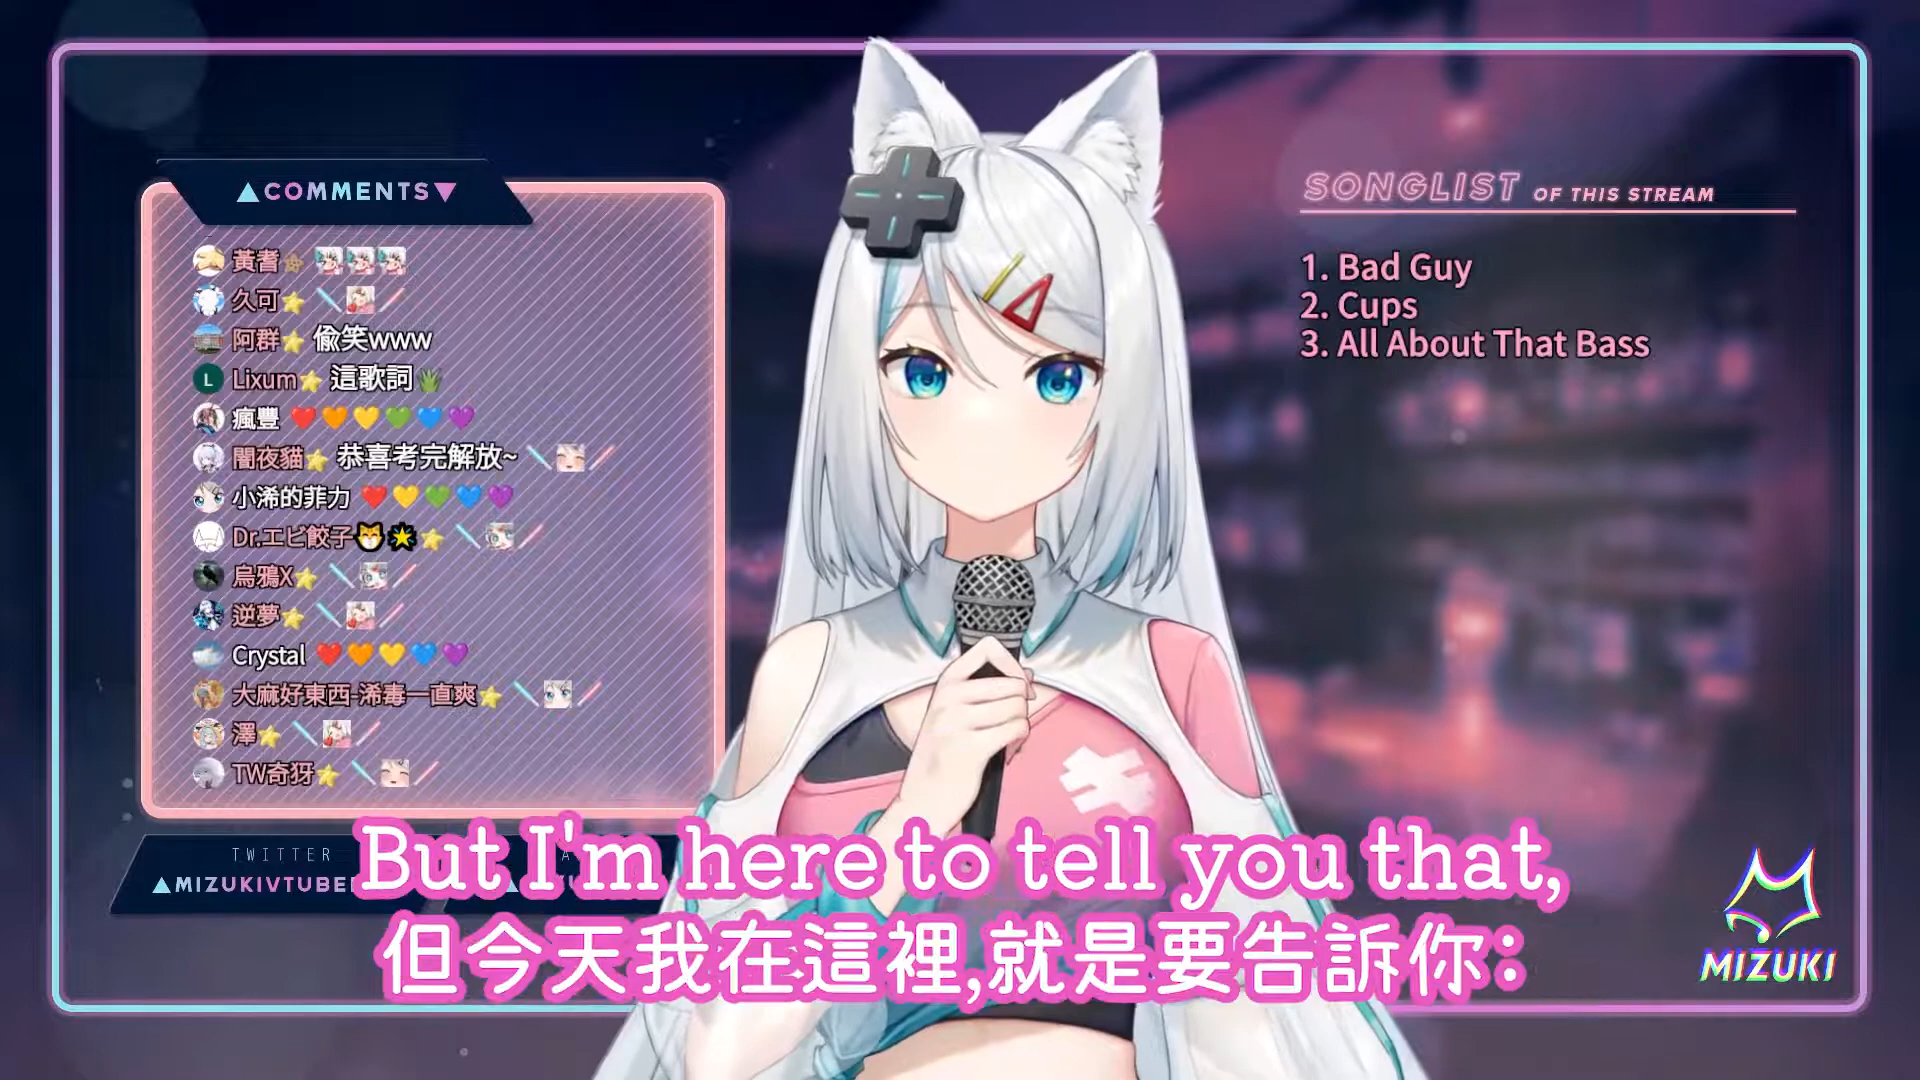 ▲COMMENTS▼
黃耆
久可
阿群 偷笑www
L Lixum 這歌詞
瘋豐
闇夜貓 恭喜考完解放~
小浠的菲力
Dr.エビ餃子
烏鴉X
逆夢
Crystal
大麻好東西-浠毒一直爽
澤
TW奇犽
TWITTER
▲MIZUKIVTUBE
SONGLIST OF THIS STREAM
1. Bad Guy
2. Cups
3. All About That Bass
But I'm here to tell you that,
但今天我在這裡,就是要告訴你：
MIZUKI